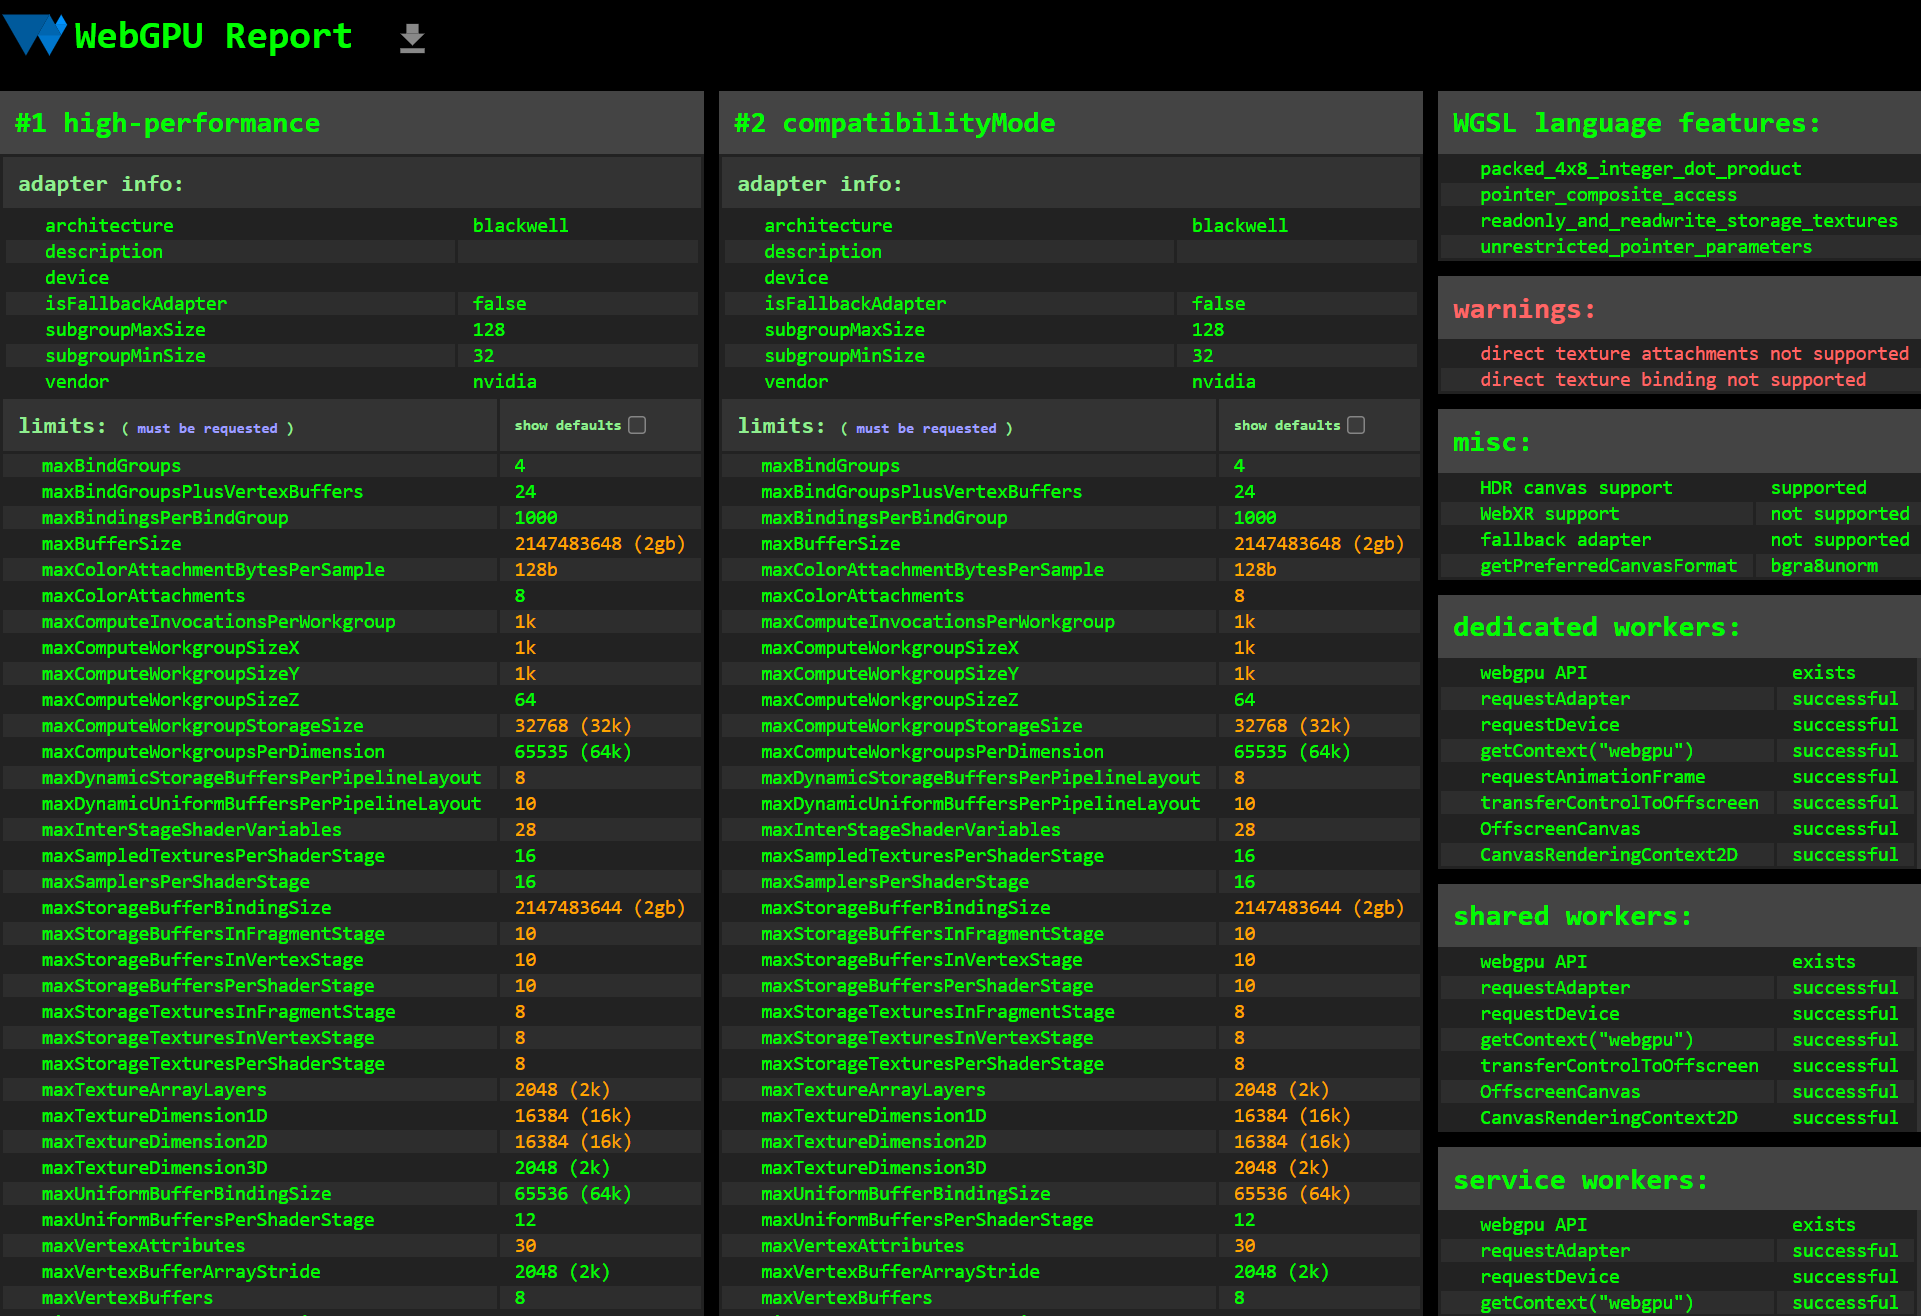 WebGPU Report
#1 high-performance
adapter info:
architecture blackwell
description
device
isFallbackAdapter false
subgroupMaxSize 128
subgroupMinSize 32
vendor nvidia
limits: ( must be requested ) show defaults
maxBindGroups 4
maxBindGroupsPlusVertexBuffers 24
maxBindingsPerBindGroup 1000
maxBufferSize 2147483648 (2gb)
maxColorAttachmentBytesPerSample 128b
maxColorAttachments 8
maxComputeInvocationsPerWorkgroup 1k
maxComputeWorkgroupSizeX 1k
maxComputeWorkgroupSizeY 1k
maxComputeWorkgroupSizeZ 64
maxComputeWorkgroupStorageSize 32768 (32k)
maxComputeWorkgroupsPerDimension 65535 (64k)
maxDynamicStorageBuffersPerPipelineLayout 8
maxDynamicUniformBuffersPerPipelineLayout 10
maxInterStageShaderVariables 28
maxSampledTexturesPerShaderStage 16
maxSamplersPerShaderStage 16
maxStorageBufferBindingSize 2147483644 (2gb)
maxStorageBuffersInFragmentStage 10
maxStorageBuffersInVertexStage 10
maxStorageBuffersPerShaderStage 10
maxStorageTexturesInFragmentStage 8
maxStorageTexturesInVertexStage 8
maxStorageTexturesPerShaderStage 8
maxTextureArrayLayers 2048 (2k)
maxTextureDimension1D 16384 (16k)
maxTextureDimension2D 16384 (16k)
maxTextureDimension3D 2048 (2k)
maxUniformBufferBindingSize 65536 (64k)
maxUniformBuffersPerShaderStage 12
maxVertexAttributes 30
maxVertexBufferArrayStride 2048 (2k)
maxVertexBuffers 8
#2 compatibilityMode
adapter info:
architecture blackwell
description
device
isFallbackAdapter false
subgroupMaxSize 128
subgroupMinSize 32
vendor nvidia
limits: ( must be requested ) show defaults
maxBindGroups 4
maxBindGroupsPlusVertexBuffers 24
maxBindingsPerBindGroup 1000
maxBufferSize 2147483648 (2gb)
maxColorAttachmentBytesPerSample 128b
maxColorAttachments 8
maxComputeInvocationsPerWorkgroup 1k
maxComputeWorkgroupSizeX 1k
maxComputeWorkgroupSizeY 1k
maxComputeWorkgroupSizeZ 64
maxComputeWorkgroupStorageSize 32768 (32k)
maxComputeWorkgroupsPerDimension 65535 (64k)
maxDynamicStorageBuffersPerPipelineLayout 8
maxDynamicUniformBuffersPerPipelineLayout 10
maxInterStageShaderVariables 28
maxSampledTexturesPerShaderStage 16
maxSamplersPerShaderStage 16
maxStorageBufferBindingSize 2147483644 (2gb)
maxStorageBuffersInFragmentStage 10
maxStorageBuffersInVertexStage 10
maxStorageBuffersPerShaderStage 10
maxStorageTexturesInFragmentStage 8
maxStorageTexturesInVertexStage 8
maxStorageTexturesPerShaderStage 8
maxTextureArrayLayers 2048 (2k)
maxTextureDimension1D 16384 (16k)
maxTextureDimension2D 16384 (16k)
maxTextureDimension3D 2048 (2k)
maxUniformBufferBindingSize 65536 (64k)
maxUniformBuffersPerShaderStage 12
maxVertexAttributes 30
maxVertexBufferArrayStride 2048 (2k)
maxVertexBuffers 8
WGSL language features:
packed_4x8_integer_dot_product
pointer_composite_access
readonly_and_readwrite_storage_textures
unrestricted_pointer_parameters
warnings:
direct texture attachments not supported
direct texture binding not supported
misc:
HDR canvas support supported
WebXR support not supported
fallback adapter not supported
getPreferredCanvasFormat bgra8unorm
dedicated workers:
webgpu API exists
requestAdapter successful
requestDevice successful
getContext("webgpu") successful
requestAnimationFrame successful
transferControlToOffscreen successful
OffscreenCanvas successful
CanvasRenderingContext2D successful
shared workers:
webgpu API exists
requestAdapter successful
requestDevice successful
getContext("webgpu") successful
transferControlToOffscreen successful
OffscreenCanvas successful
CanvasRenderingContext2D successful
service workers:
webgpu API exists
requestAdapter successful
requestDevice successful
getContext("webgpu") successful